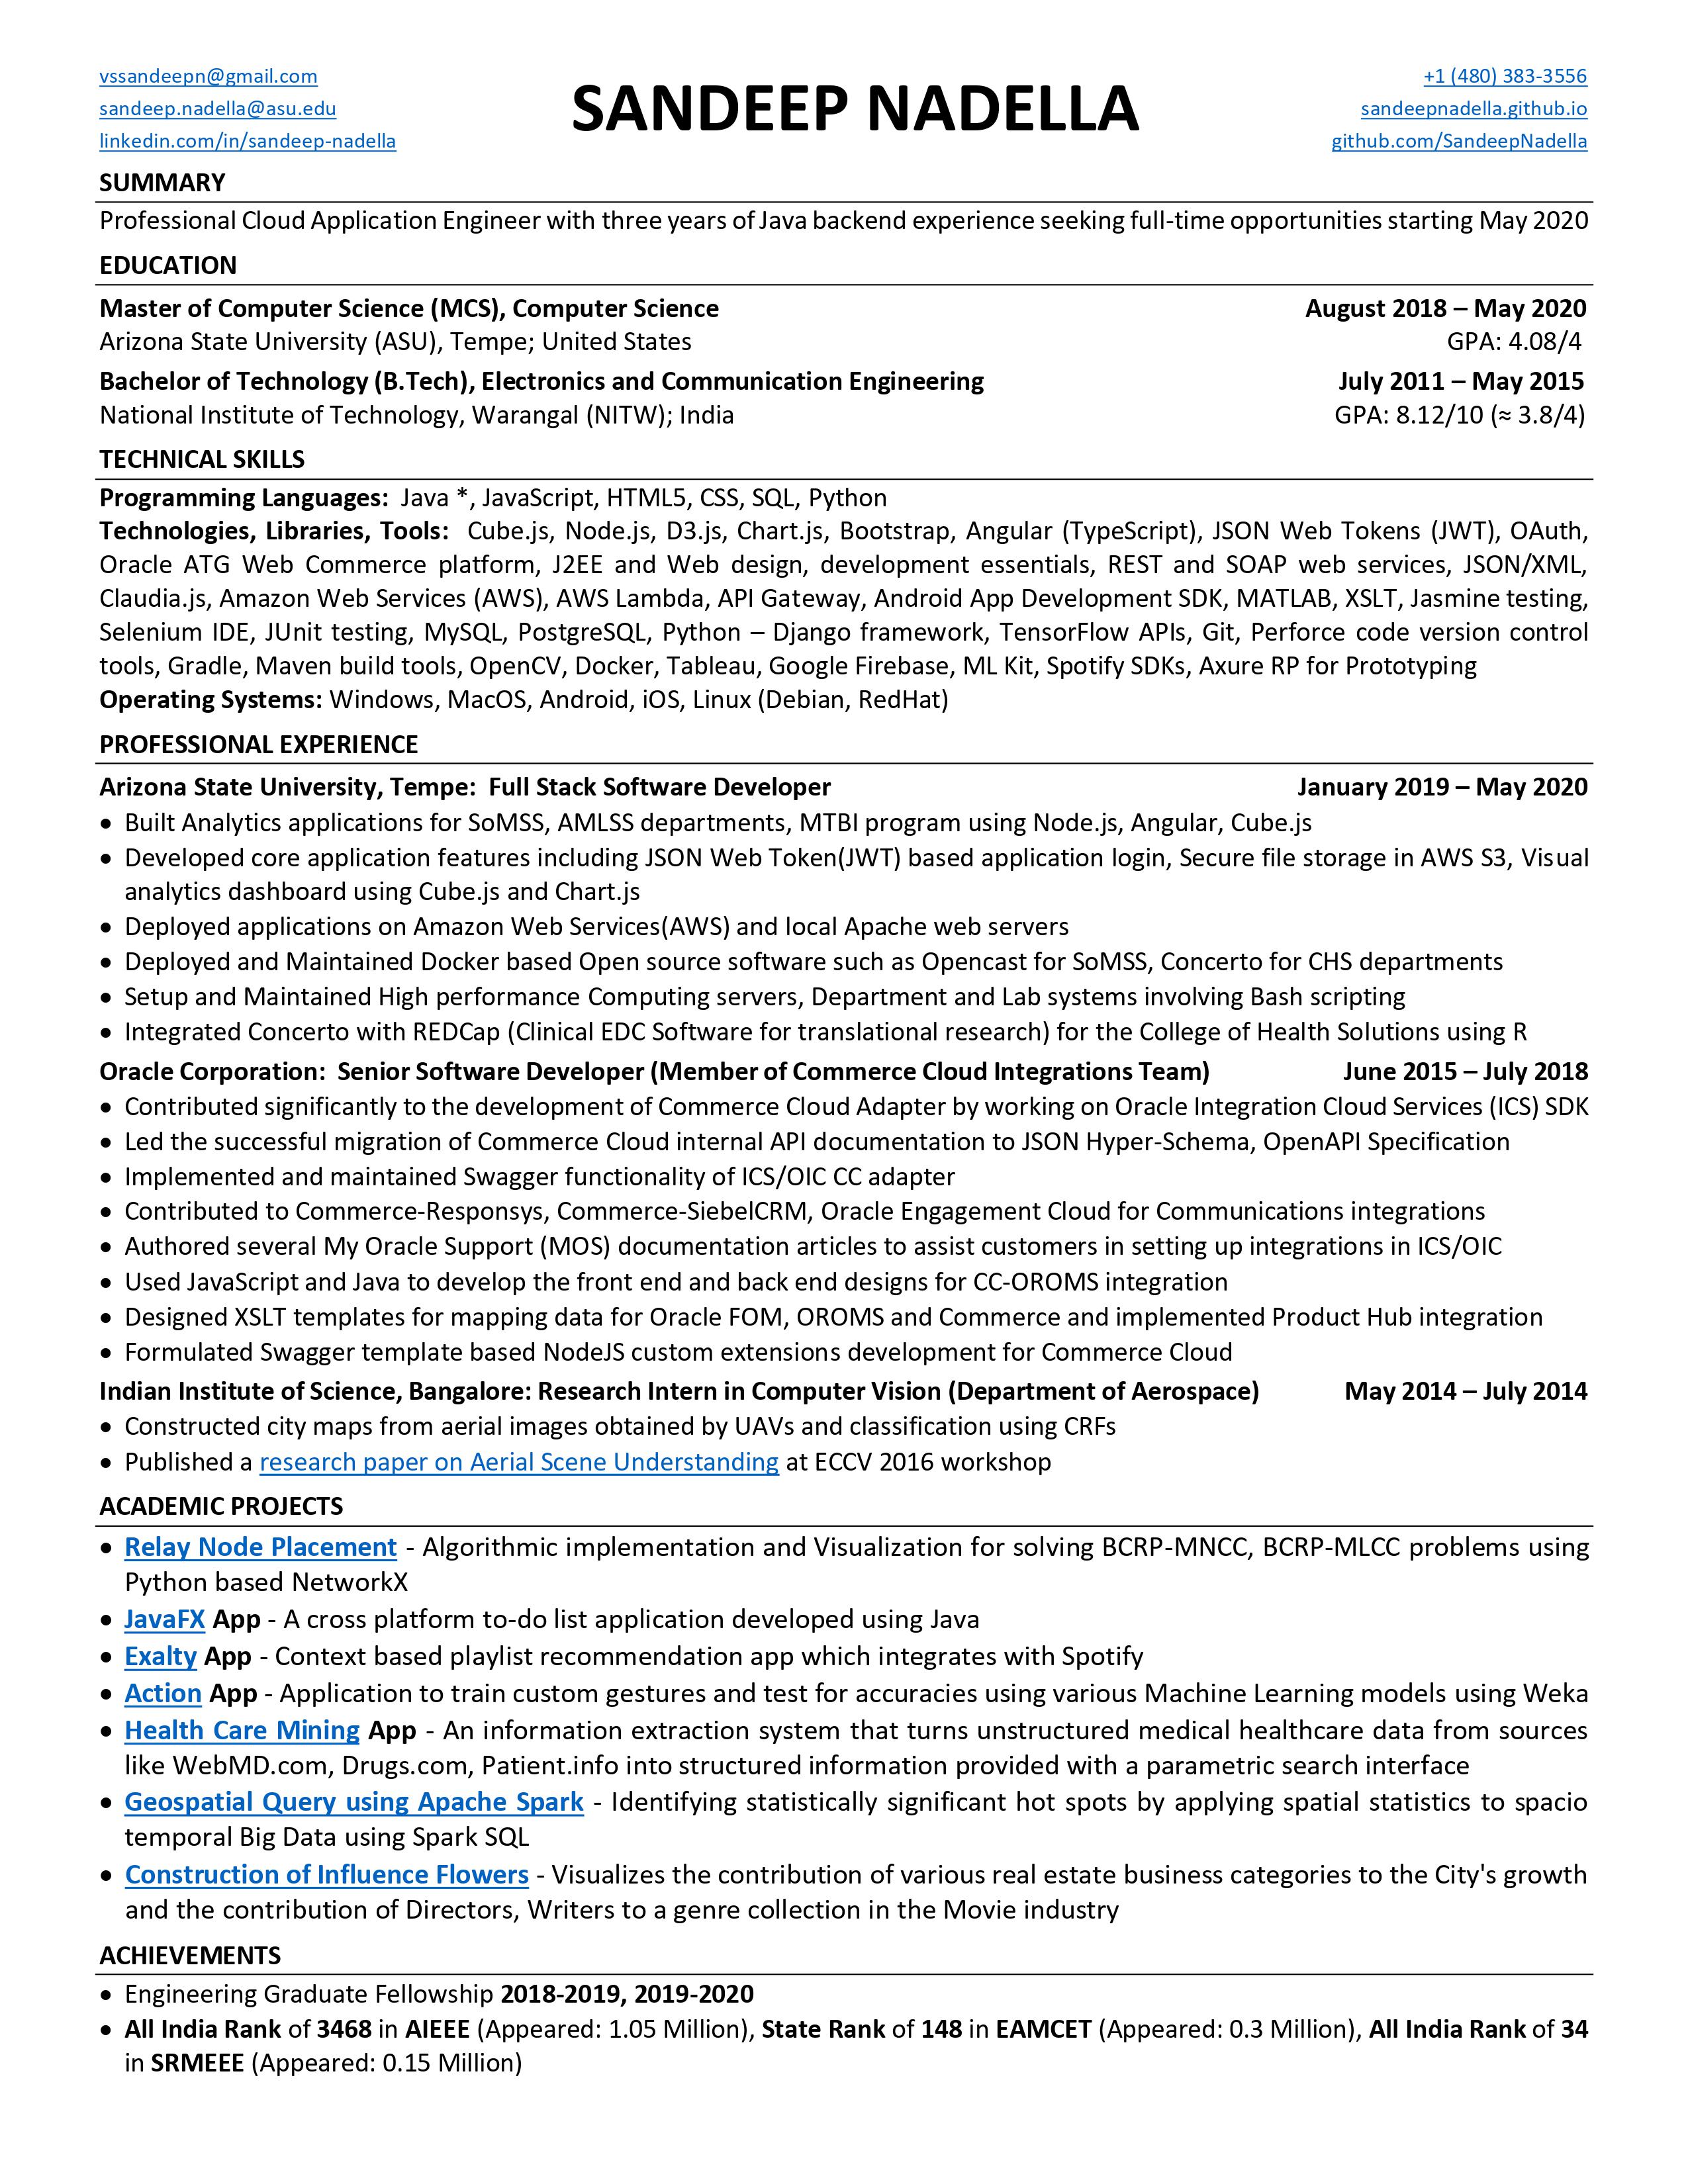 vssandeepn@gmail.com
sandeep.nadella@asu.edu
linkedin.com/in/sandeep-nadella
SANDEEP NADELLA
+1 (480) 383-3556
sandeepnadella.github.io
github.com/SandeepNadella
SUMMARY
Professional Cloud Application Engineer with three years of Java backend experience seeking full-time opportunities starting May 2020
EDUCATION
Master of Computer Science (MCS), Computer Science August 2018 – May 2020
Arizona State University (ASU), Tempe; United States GPA: 4.08/4
Bachelor of Technology (B.Tech), Electronics and Communication Engineering July 2011 – May 2015
National Institute of Technology, Warangal (NITW); India GPA: 8.12/10 (≈ 3.8/4)
TECHNICAL SKILLS
Programming Languages: Java *, JavaScript, HTML5, CSS, SQL, Python
Technologies, Libraries, Tools: Cube.js, Node.js, D3.js, Chart.js, Bootstrap, Angular (TypeScript), JSON Web Tokens (JWT), OAuth,
Oracle ATG Web Commerce platform, J2EE and Web design, development essentials, REST and SOAP web services, JSON/XML,
Claudia.js, Amazon Web Services (AWS), AWS Lambda, API Gateway, Android App Development SDK, MATLAB, XSLT, Jasmine testing,
Selenium IDE, JUnit testing, MySQL, PostgreSQL, Python – Django framework, TensorFlow APIs, Git, Perforce code version control
tools, Gradle, Maven build tools, OpenCV, Docker, Tableau, Google Firebase, ML Kit, Spotify SDKs, Axure RP for Prototyping
Operating Systems: Windows, MacOS, Android, iOS, Linux (Debian, RedHat)
PROFESSIONAL EXPERIENCE
Arizona State University, Tempe: Full Stack Software Developer January 2019 – May 2020
• Built Analytics applications for SoMSS, AMLSS departments, MTBI program using Node.js, Angular, Cube.js
• Developed core application features including JSON Web Token(JWT) based application login, Secure file storage in AWS S3, Visual
analytics dashboard using Cube.js and Chart.js
• Deployed applications on Amazon Web Services(AWS) and local Apache web servers
• Deployed and Maintained Docker based Open source software such as Opencast for SoMSS, Concerto for CHS departments
• Setup and Maintained High performance Computing servers, Department and Lab systems involving Bash scripting
• Integrated Concerto with REDCap (Clinical EDC Software for translational research) for the College of Health Solutions using R
Oracle Corporation: Senior Software Developer (Member of Commerce Cloud Integrations Team) June 2015 – July 2018
• Contributed significantly to the development of Commerce Cloud Adapter by working on Oracle Integration Cloud Services (ICS) SDK
• Led the successful migration of Commerce Cloud internal API documentation to JSON Hyper-Schema, OpenAPI Specification
• Implemented and maintained Swagger functionality of ICS/OIC CC adapter
• Contributed to Commerce-Responsys, Commerce-SiebelCRM, Oracle Engagement Cloud for Communications integrations
• Authored several My Oracle Support (MOS) documentation articles to assist customers in setting up integrations in ICS/OIC
• Used JavaScript and Java to develop the front end and back end designs for CC-OROMS integration
• Designed XSLT templates for mapping data for Oracle FOM, OROMS and Commerce and implemented Product Hub integration
• Formulated Swagger template based NodeJS custom extensions development for Commerce Cloud
Indian Institute of Science, Bangalore: Research Intern in Computer Vision (Department of Aerospace) May 2014 – July 2014
• Constructed city maps from aerial images obtained by UAVs and classification using CRFs
• Published a research paper on Aerial Scene Understanding at ECCV 2016 workshop
ACADEMIC PROJECTS
• Relay Node Placement - Algorithmic implementation and Visualization for solving BCRP-MNCC, BCRP-MLCC problems using
Python based NetworkX
• JavaFX App - A cross platform to-do list application developed using Java
• Exalty App - Context based playlist recommendation app which integrates with Spotify
• Action App - Application to train custom gestures and test for accuracies using various Machine Learning models using Weka
• Health Care Mining App - An information extraction system that turns unstructured medical healthcare data from sources
like WebMD.com, Drugs.com, Patient.info into structured information provided with a parametric search interface
• Geospatial Query using Apache Spark - Identifying statistically significant hot spots by applying spatial statistics to spacio
temporal Big Data using Spark SQL
• Construction of Influence Flowers - Visualizes the contribution of various real estate business categories to the City's growth
and the contribution of Directors, Writers to a genre collection in the Movie industry
ACHIEVEMENTS
• Engineering Graduate Fellowship 2018-2019, 2019-2020
• All India Rank of 3468 in AIEEE (Appeared: 1.05 Million), State Rank of 148 in EAMCET (Appeared: 0.3 Million), All India Rank of 34
in SRMEEE (Appeared: 0.15 Million)